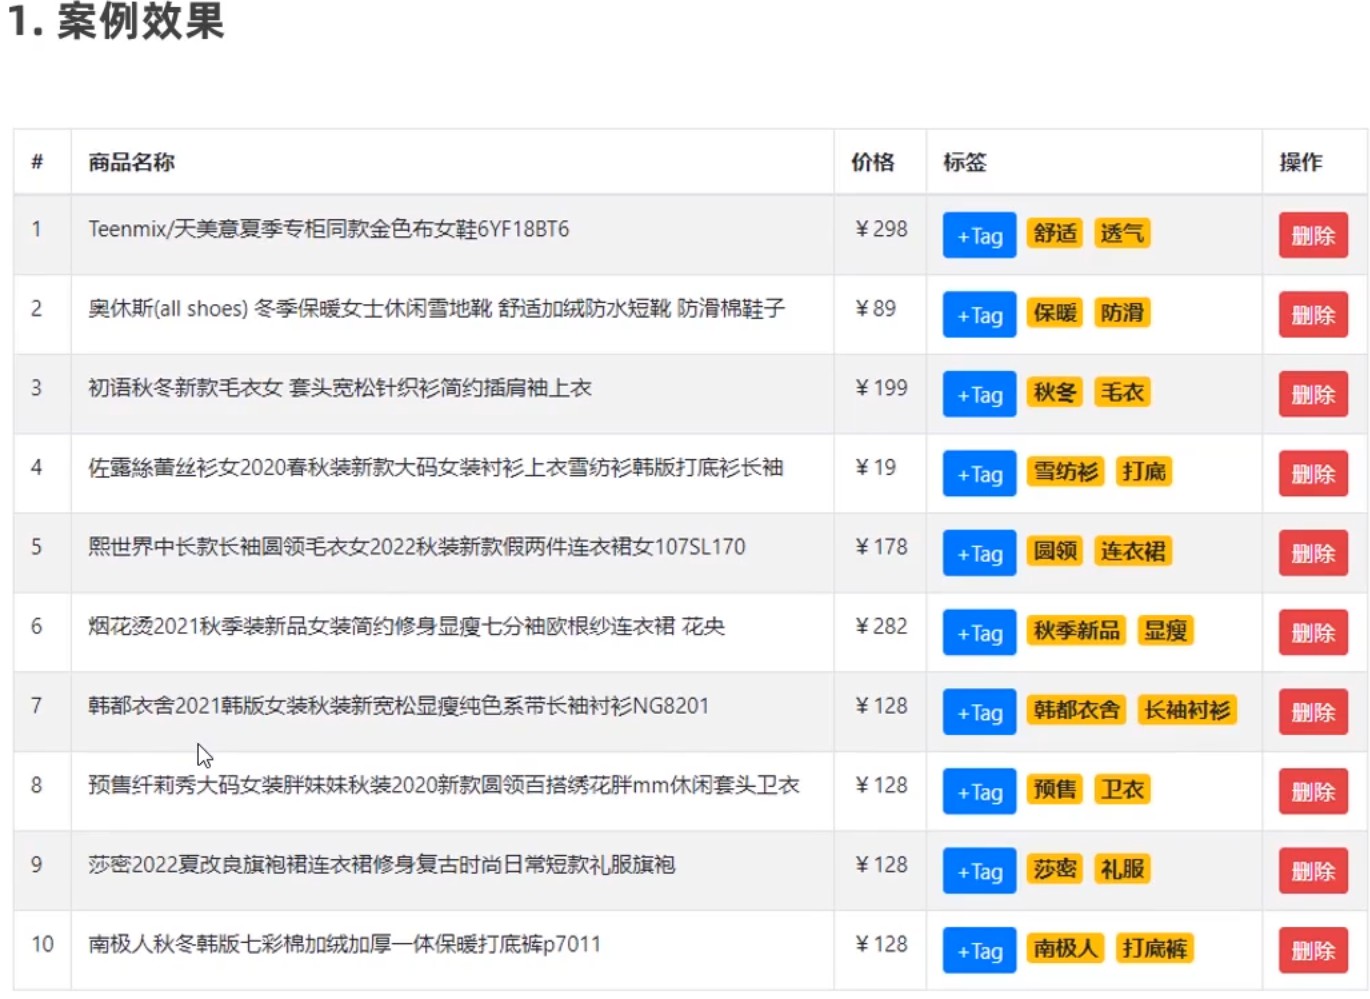 1. 案例效果
# 商品名称 价格 标签 操作
1 Teenmix/天美意夏季专柜同款金色布女鞋6YF18BT6 ¥298 +Tag 舒适 透气 删除
2 奥休斯(all shoes) 冬季保暖女士休闲雪地靴 舒适加绒防水短靴 防滑棉鞋子 ¥89 +Tag 保暖 防滑 删除
3 初语秋冬新款毛衣女 套头宽松针织衫简约插肩袖上衣 ¥199 +Tag 秋冬 毛衣 删除
4 佐露絲蕾丝衫女2020春秋装新款大码女装衬衫上衣雪纺衫韩版打底衫长袖 ¥19 +Tag 雪纺衫 打底 删除
5 熙世界中长款长袖圆领毛衣女2022秋装新款假两件连衣裙女107SL170 ¥178 +Tag 圆领 连衣裙 删除
6 烟花烫2021秋季装新品女装简约修身显瘦七分袖欧根纱连衣裙 花央 ¥282 +Tag 秋季新品 显瘦 删除
7 韩都衣舍2021韩版女装秋装新宽松显瘦纯色系带长袖衬衫NG8201 ¥128 +Tag 韩都衣舍 长袖衬衫 删除
8 预售纤莉秀大码女装胖妹妹秋装2020新款圆领百搭绣花胖mm休闲套头卫衣 ¥128 +Tag 预售 卫衣 删除
9 莎密2022夏改良旗袍裙连衣裙修身复古时尚日常短款礼服旗袍 ¥128 +Tag 莎密 礼服 删除
10 南极人秋冬韩版七彩棉加绒加厚一体保暖打底裤p7011 ¥128 +Tag 南极人 打底裤 删除